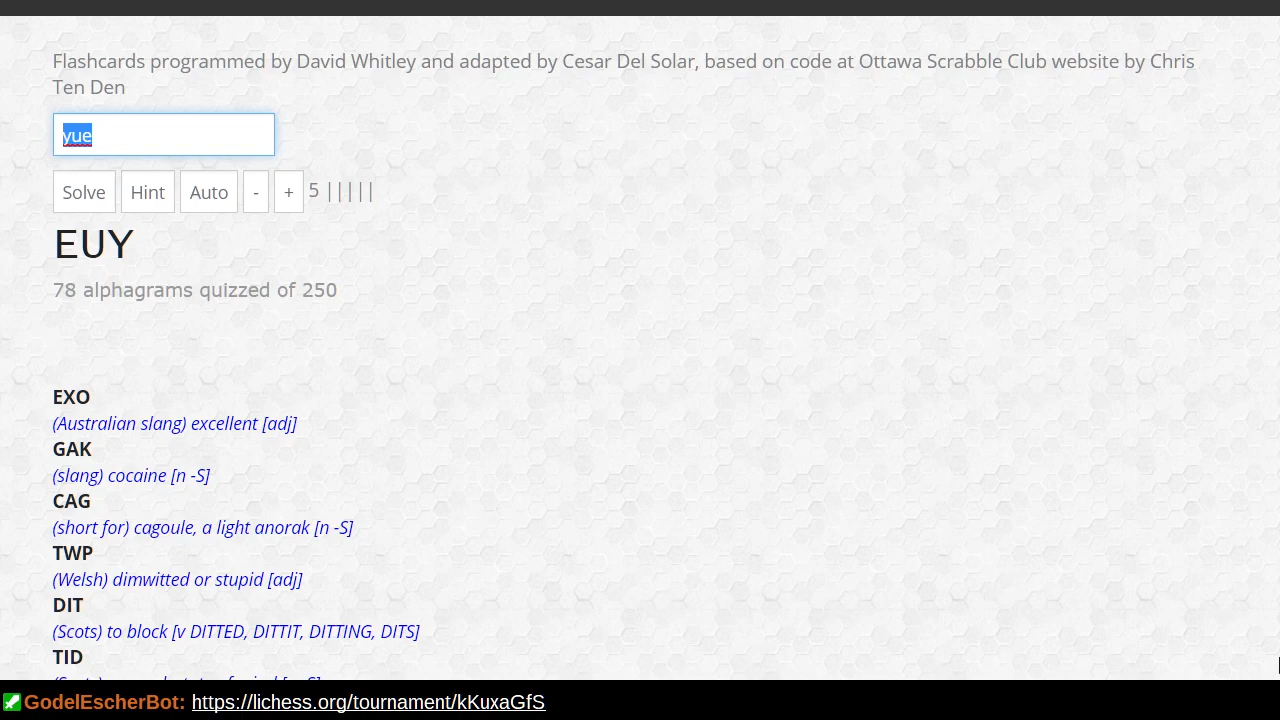 Flashcards programmed by David Whitley and adapted by Cesar Del Solar, based on code at Ottawa Scrabble Club website by Chris
Ten Den
yue
Solve Hint Auto - + 5 |||||
EUY
78 alphagrams quizzed of 250
EXO
(Australian slang) excellent [adj]
GAK
(slang) cocaine [n -S]
CAG
(short for) cagoule, a light anorak [n -S]
TWP
(Welsh) dimwitted or stupid [adj]
DIT
(Scots) to block [v DITTED, DITTIT, DITTING, DITS]
TID
GodelEscherBot: https://lichess.org/tournament/kKuxaGfS